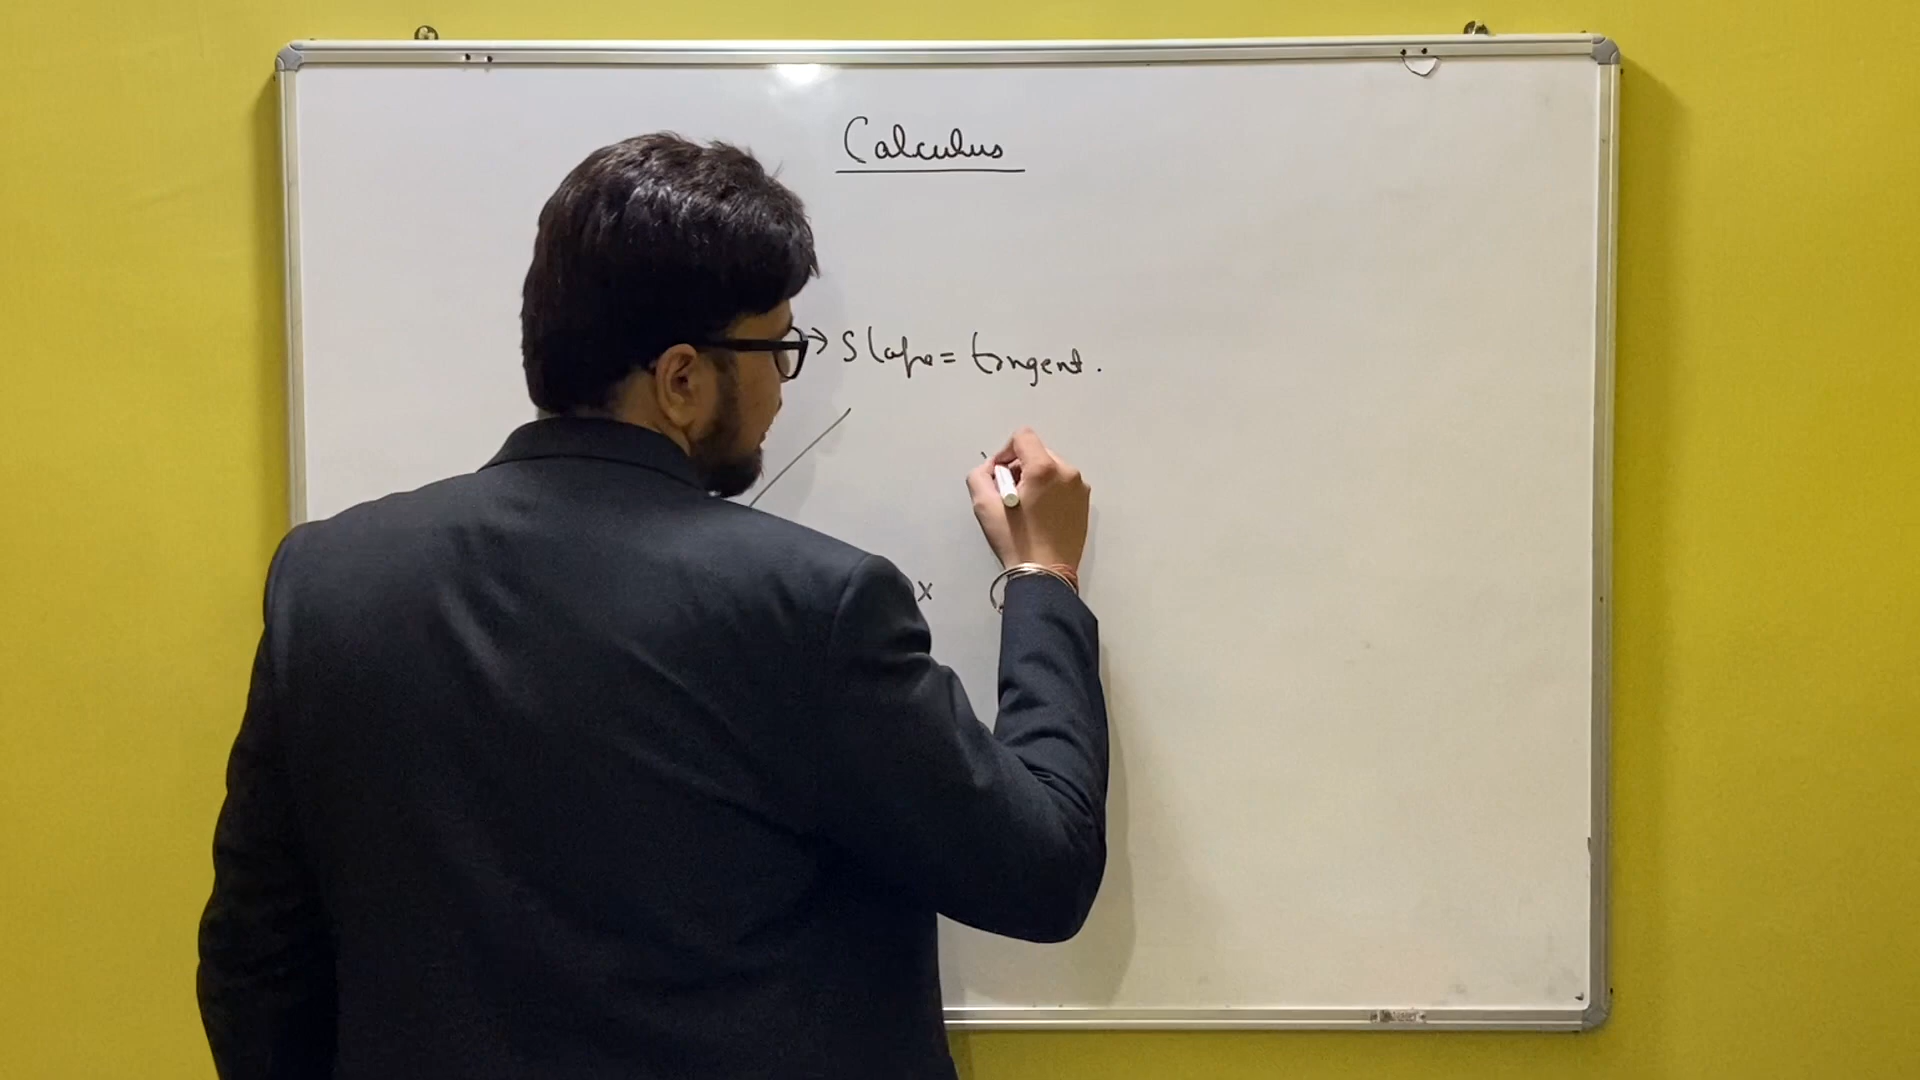 Calculus
→ Slope = tangent.
x